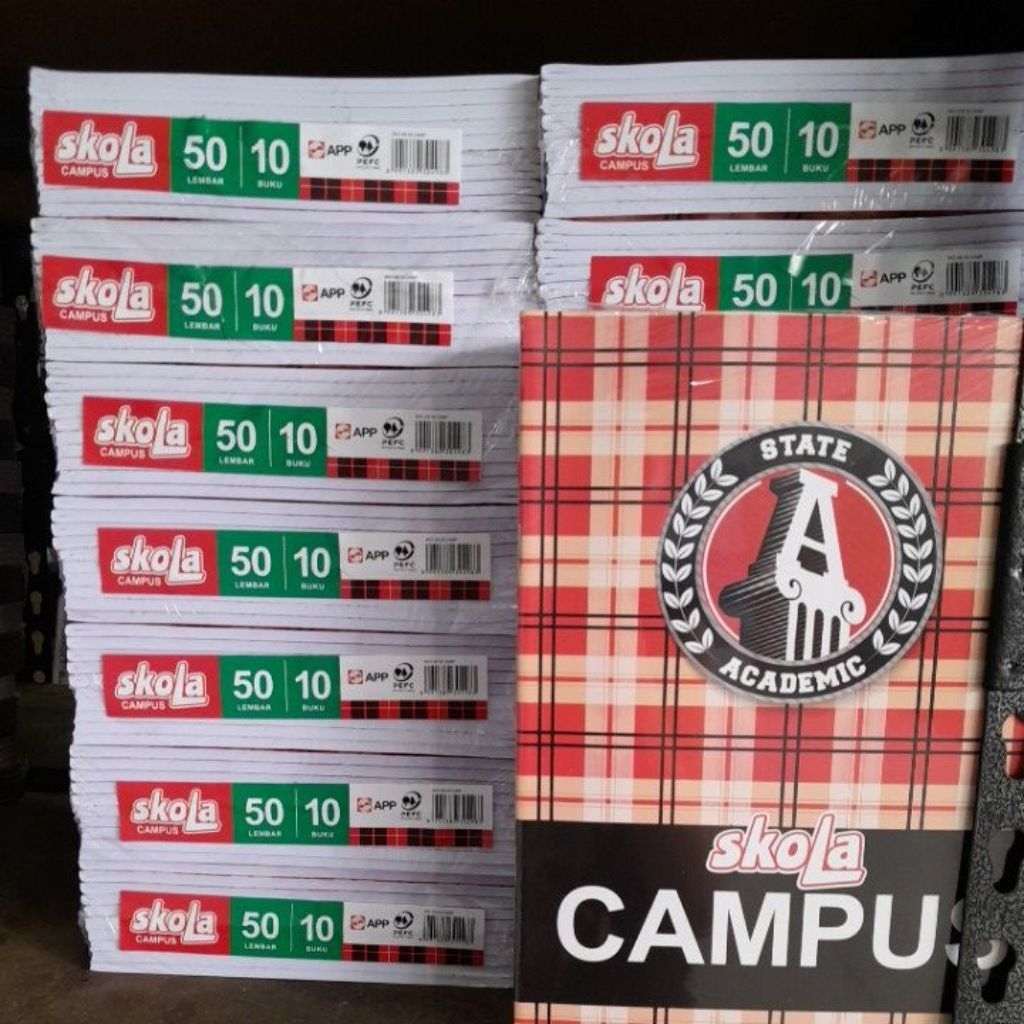 skoLa
CAMPUS
50
LEMBAR
10
BUKU
APP
PEFC
skoLa
CAMPUS
50
LEMBAR
10
BUKU
APP
PEFC
skoLa
CAMPUS
50
LEMBAR
10
BUKU
APP
PEFC
skoLa
50
10
APP
skoLa
CAMPUS
50
LEMBAR
10
BUKU
APP
PEFC
skoLa
CAMPUS
50
LEMBAR
10
BUKU
APP
PEFC
skoLa
CAMPUS
50
LEMBAR
10
BUKU
APP
PEFC
skoLa
CAMPUS
50
LEMBAR
10
BUKU
APP
PEFC
skoLa
CAMPUS
50
LEMBAR
10
BUKU
APP
PEFC
STATE
A
ACADEMIC
skoLa
CAMPUS